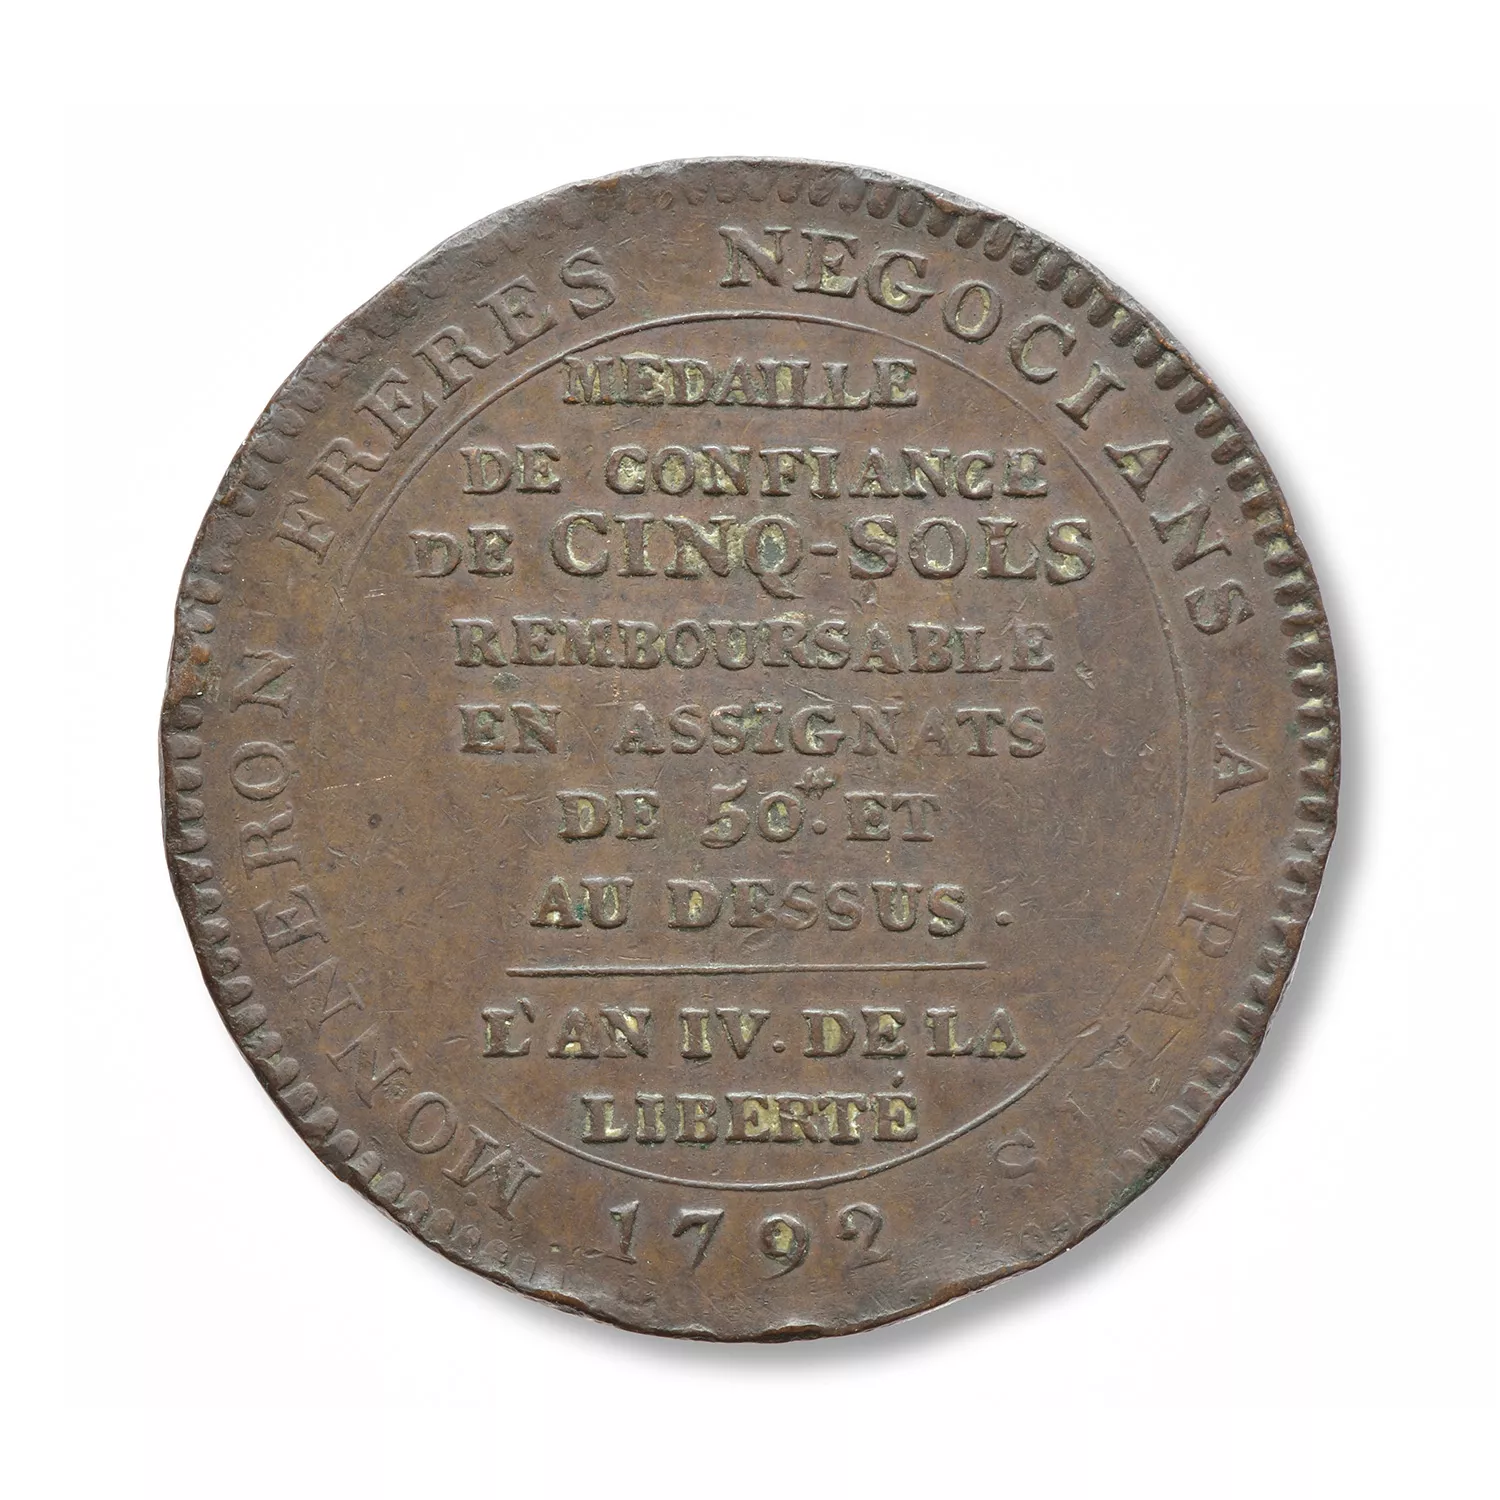 MONNERON FRERES NEGOCIANS A PARIS
MEDAILLE
DE CONFIANCE
DE CINQ-SOLS
REMBOURSABLE
EN ASSIGNATS
DE 50.# ET
AU DESSUS.
L'AN IV. DE LA
LIBERTÉ
1792